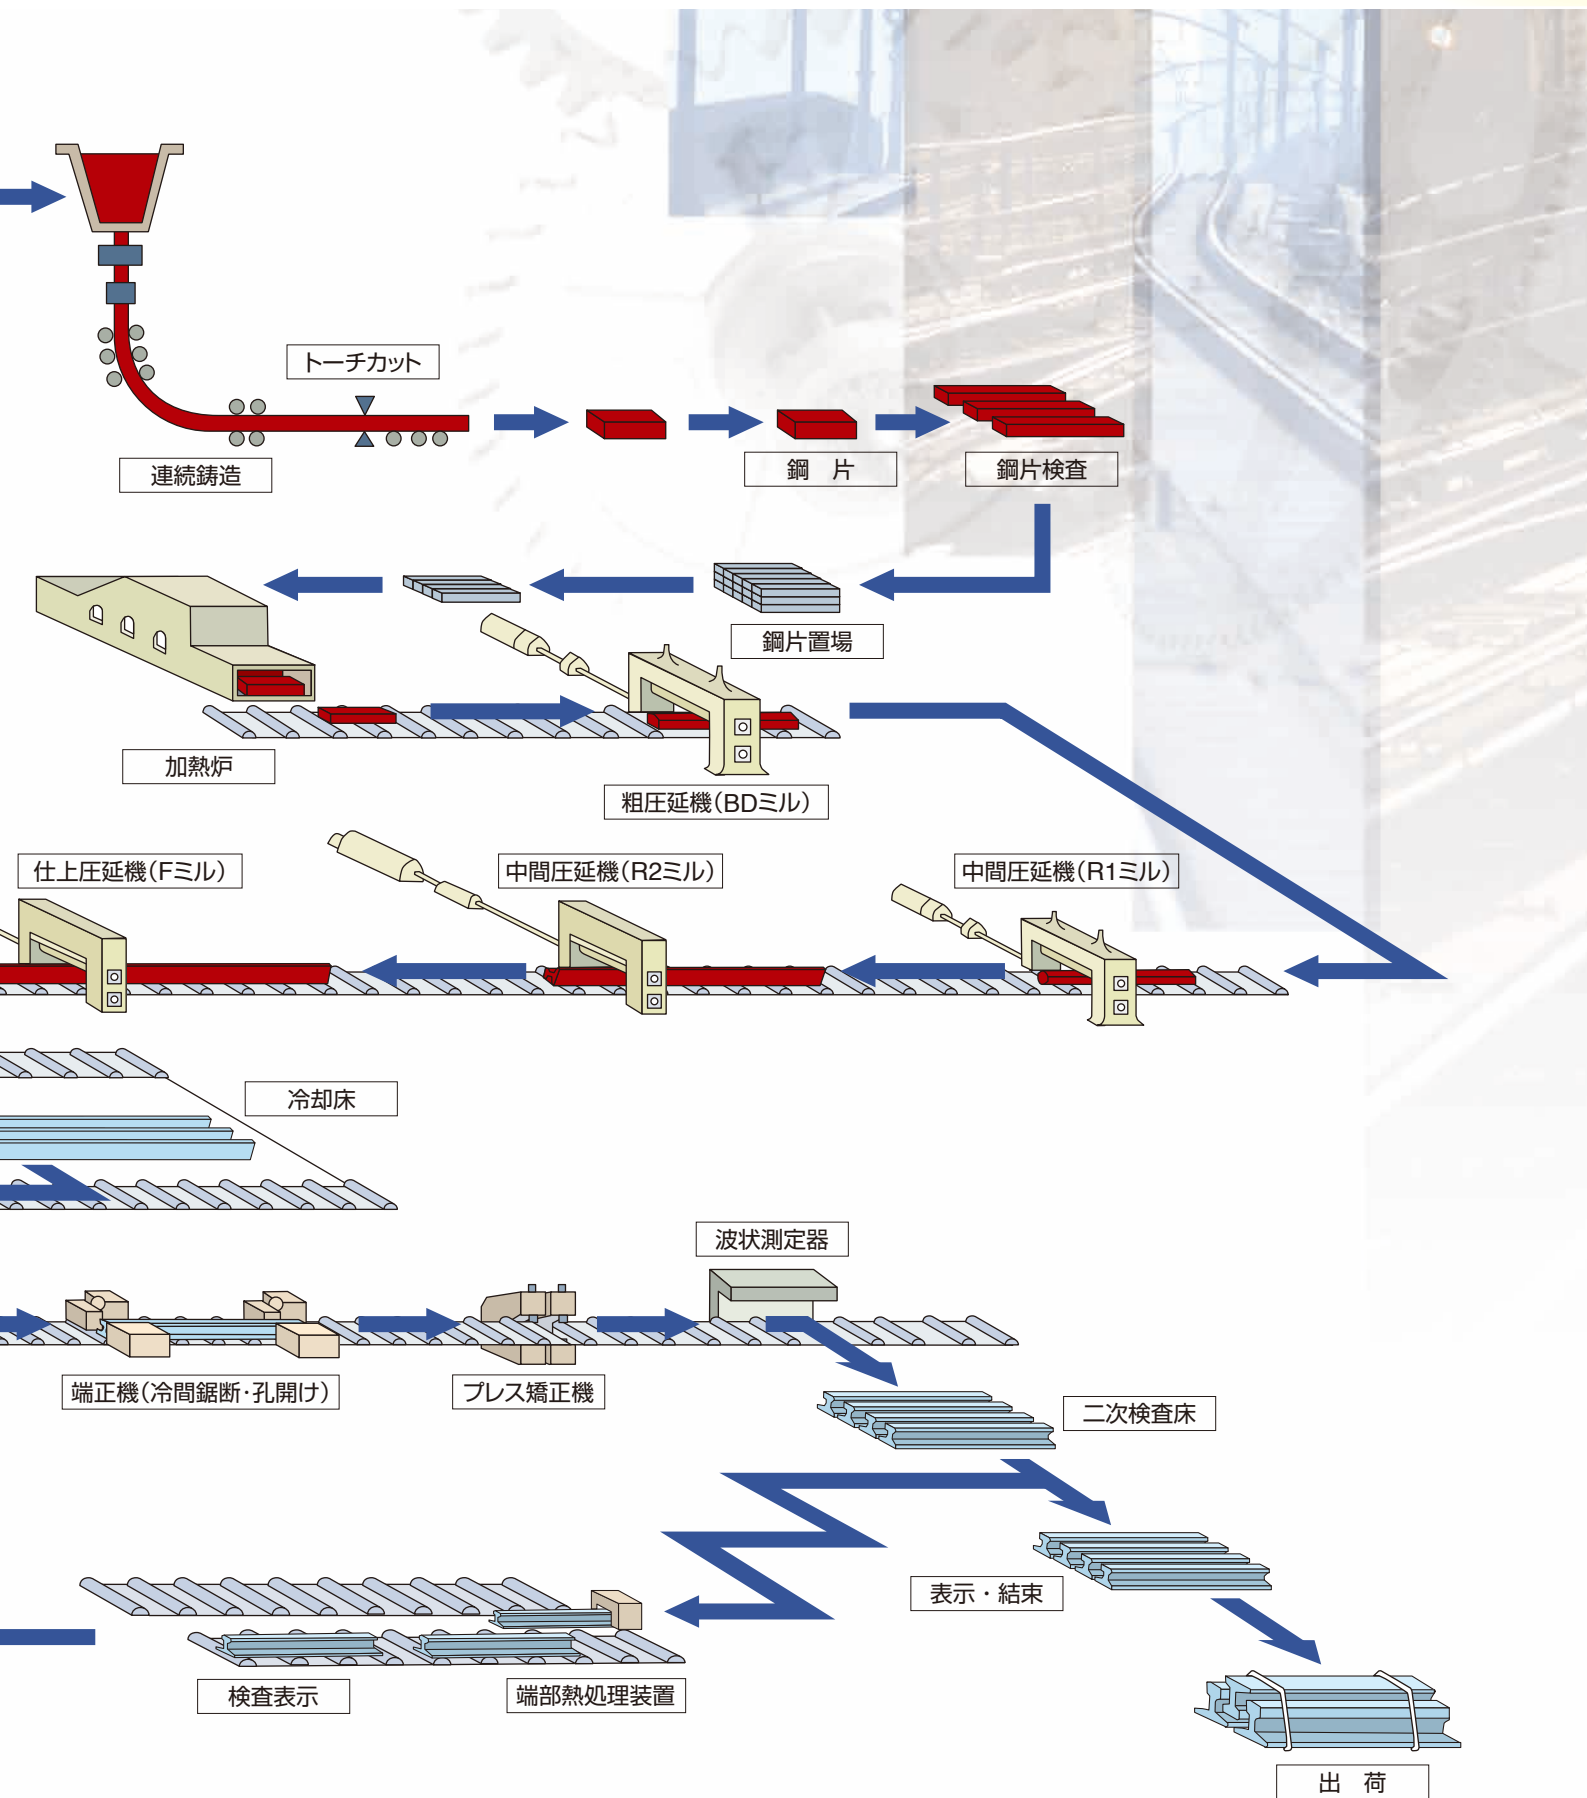 トーチカット
連続鋳造
鋼　片
鋼片検査
鋼片置場
加熱炉
粗圧延機(BDミル)
仕上圧延機(Fミル)
中間圧延機(R2ミル)
中間圧延機(R1ミル)
冷却床
波状測定器
端正機(冷間鋸断・孔開け)
プレス矯正機
二次検査床
表示・結束
検査表示
端部熱処理装置
出　荷